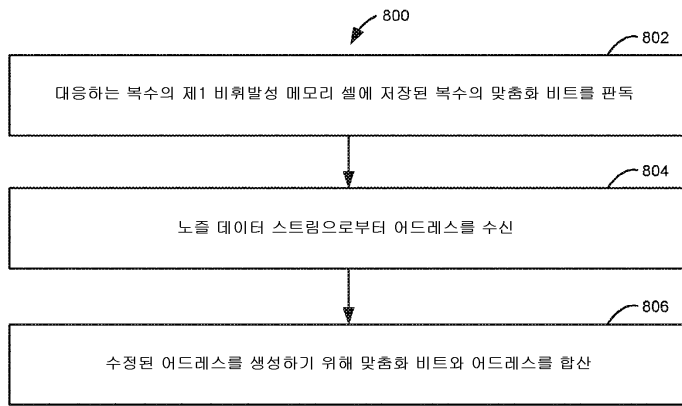 800
802
대응하는 복수의 제1 비휘발성 메모리 셀에 저장된 복수의 맞춤화 비트를 판독
804
노즐 데이터 스트림으로부터 어드레스를 수신
806
수정된 어드레스를 생성하기 위해 맞춤화 비트와 어드레스를 합산